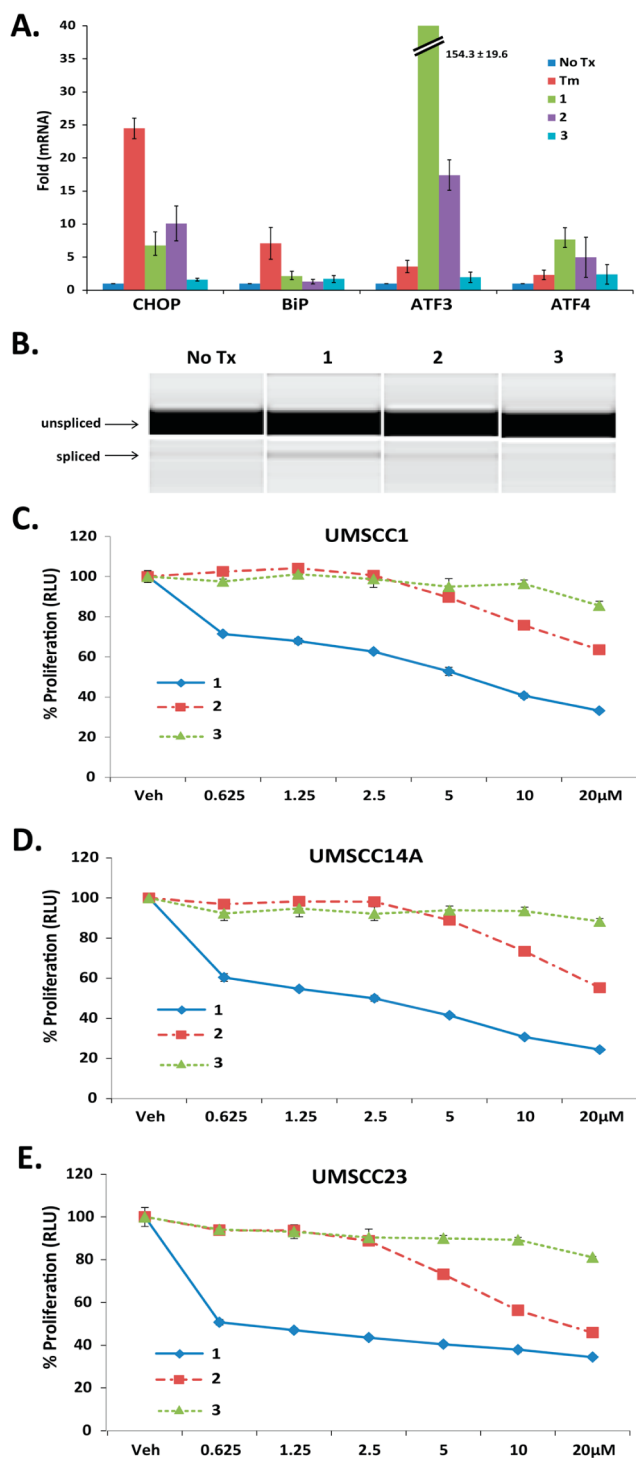 A.
40
35
30
25
20
15
10
5
0
Fold (mRNA)
154.3 ± 19.6
No Tx
Tm
1
2
3
CHOP BiP ATF3 ATF4
B.
No Tx 1 2 3
unspliced
spliced
C.
UMSCC1
120
100
80
60
40
20
0
% Proliferation (RLU)
1
2
3
Veh 0.625 1.25 2.5 5 10 20µM
D.
UMSCC14A
120
100
80
60
40
20
0
% Proliferation (RLU)
1
2
3
Veh 0.625 1.25 2.5 5 10 20µM
E.
UMSCC23
120
100
80
60
40
20
0
% Proliferation (RLU)
1
2
3
Veh 0.625 1.25 2.5 5 10 20µM